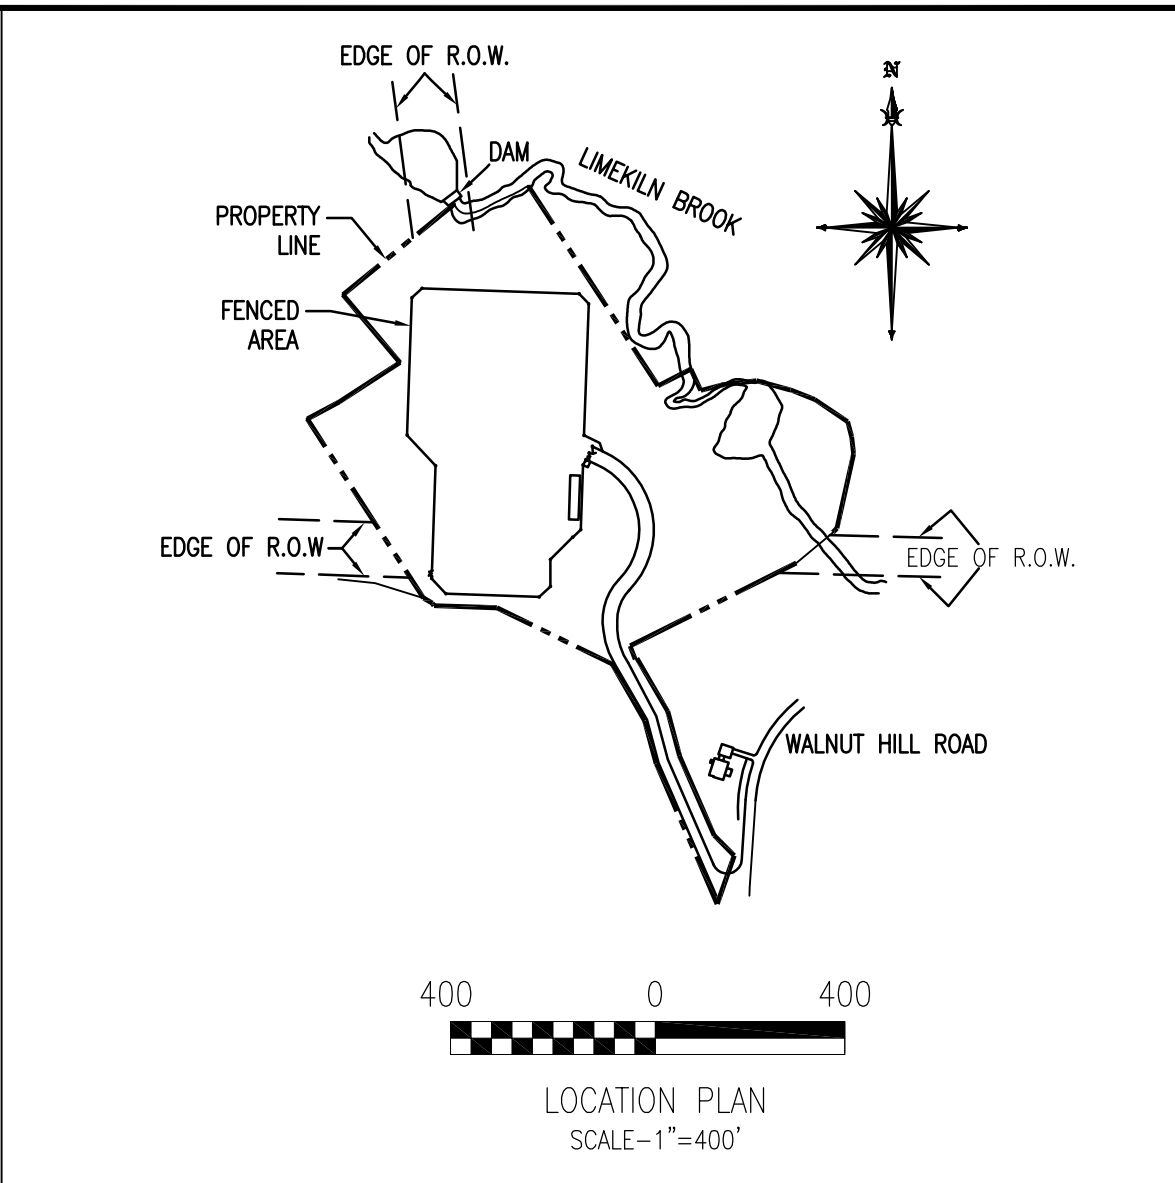 EDGE OF R.O.W.
N
DAM
LIMEKILN BROOK
PROPERTY
LINE
FENCED
AREA
EDGE OF R.O.W
EDGE OF R.O.W.
WALNUT HILL ROAD
400 0 400
LOCATION PLAN
SCALE-1"=400'